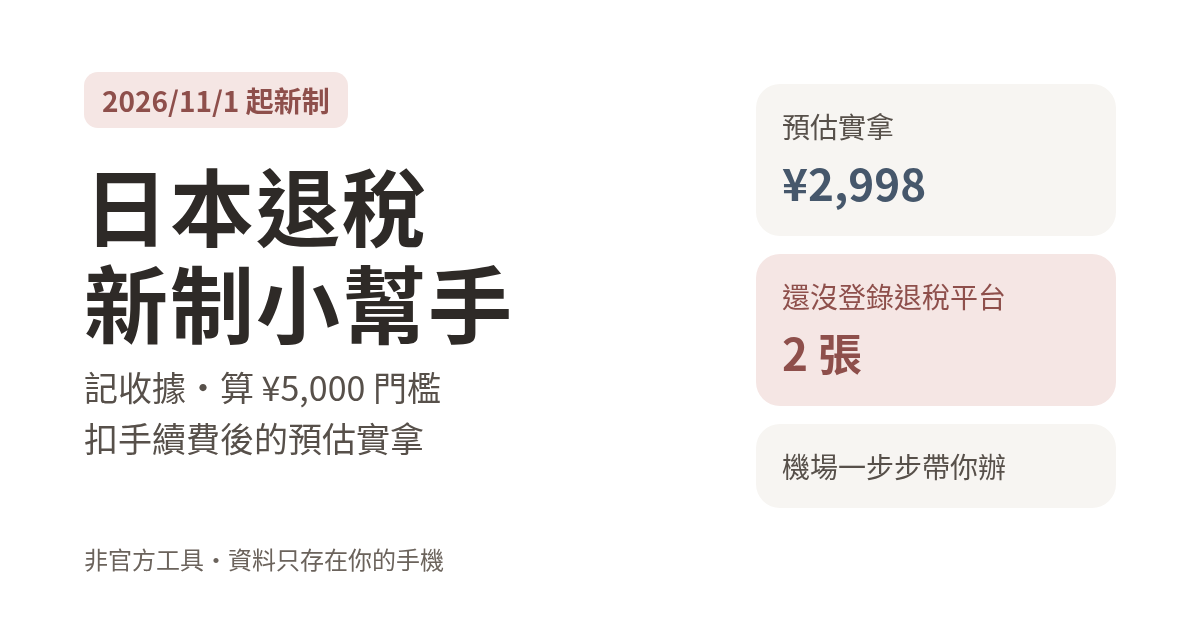 2026/11/1 起新制
日本退稅
新制小幫手
記收據・算 ¥5,000 門檻
扣手續費後的預估實拿
非官方工具・資料只存在你的手機
預估實拿
¥2,998
還沒登錄退稅平台
2 張
機場一步步帶你辦